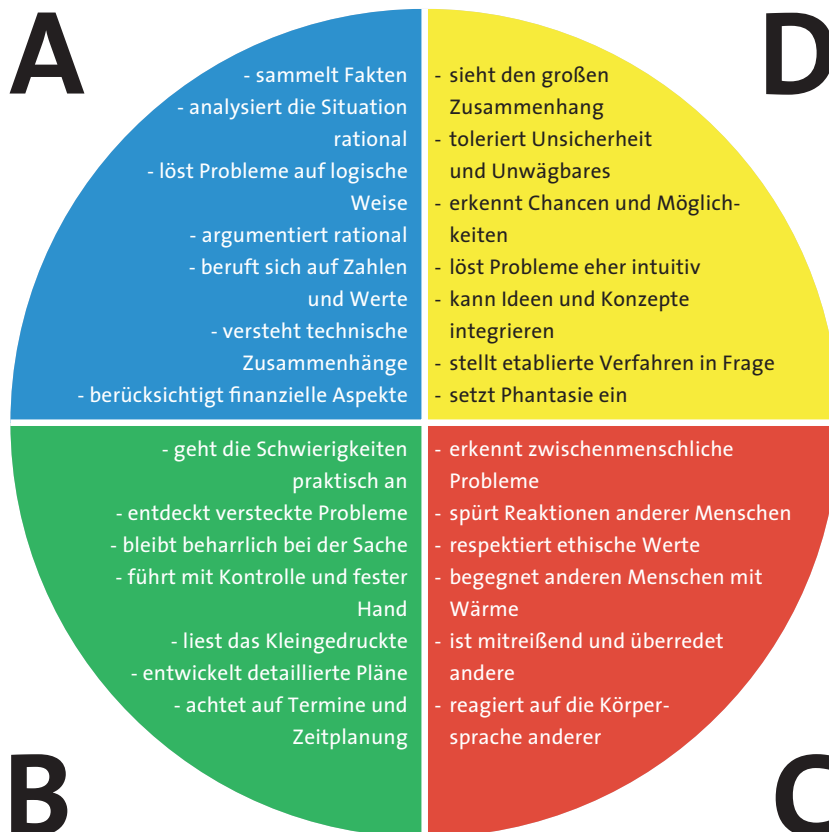 A
- sammelt Fakten
- analysiert die Situation
rational
- löst Probleme auf logische
Weise
- argumentiert rational
- beruft sich auf Zahlen
und Werte
- versteht technische
Zusammenhänge
- berücksichtigt finanzielle Aspekte
D
- sieht den großen
Zusammenhang
- toleriert Unsicherheit
und Unwägbares
- erkennt Chancen und Möglich-
keiten
- löst Probleme eher intuitiv
- kann Ideen und Konzepte
integrieren
- stellt etablierte Verfahren in Frage
- setzt Phantasie ein
- geht die Schwierigkeiten
praktisch an
- entdeckt versteckte Probleme
- bleibt beharrlich bei der Sache
- führt mit Kontrolle und fester
Hand
- liest das Kleingedruckte
- entwickelt detaillierte Pläne
- achtet auf Termine und
Zeitplanung
B
- erkennt zwischenmenschliche
Probleme
- spürt Reaktionen anderer Menschen
- respektiert ethische Werte
- begegnet anderen Menschen mit
Wärme
- ist mitreißend und überredet
andere
- reagiert auf die Körper-
sprache anderer
C